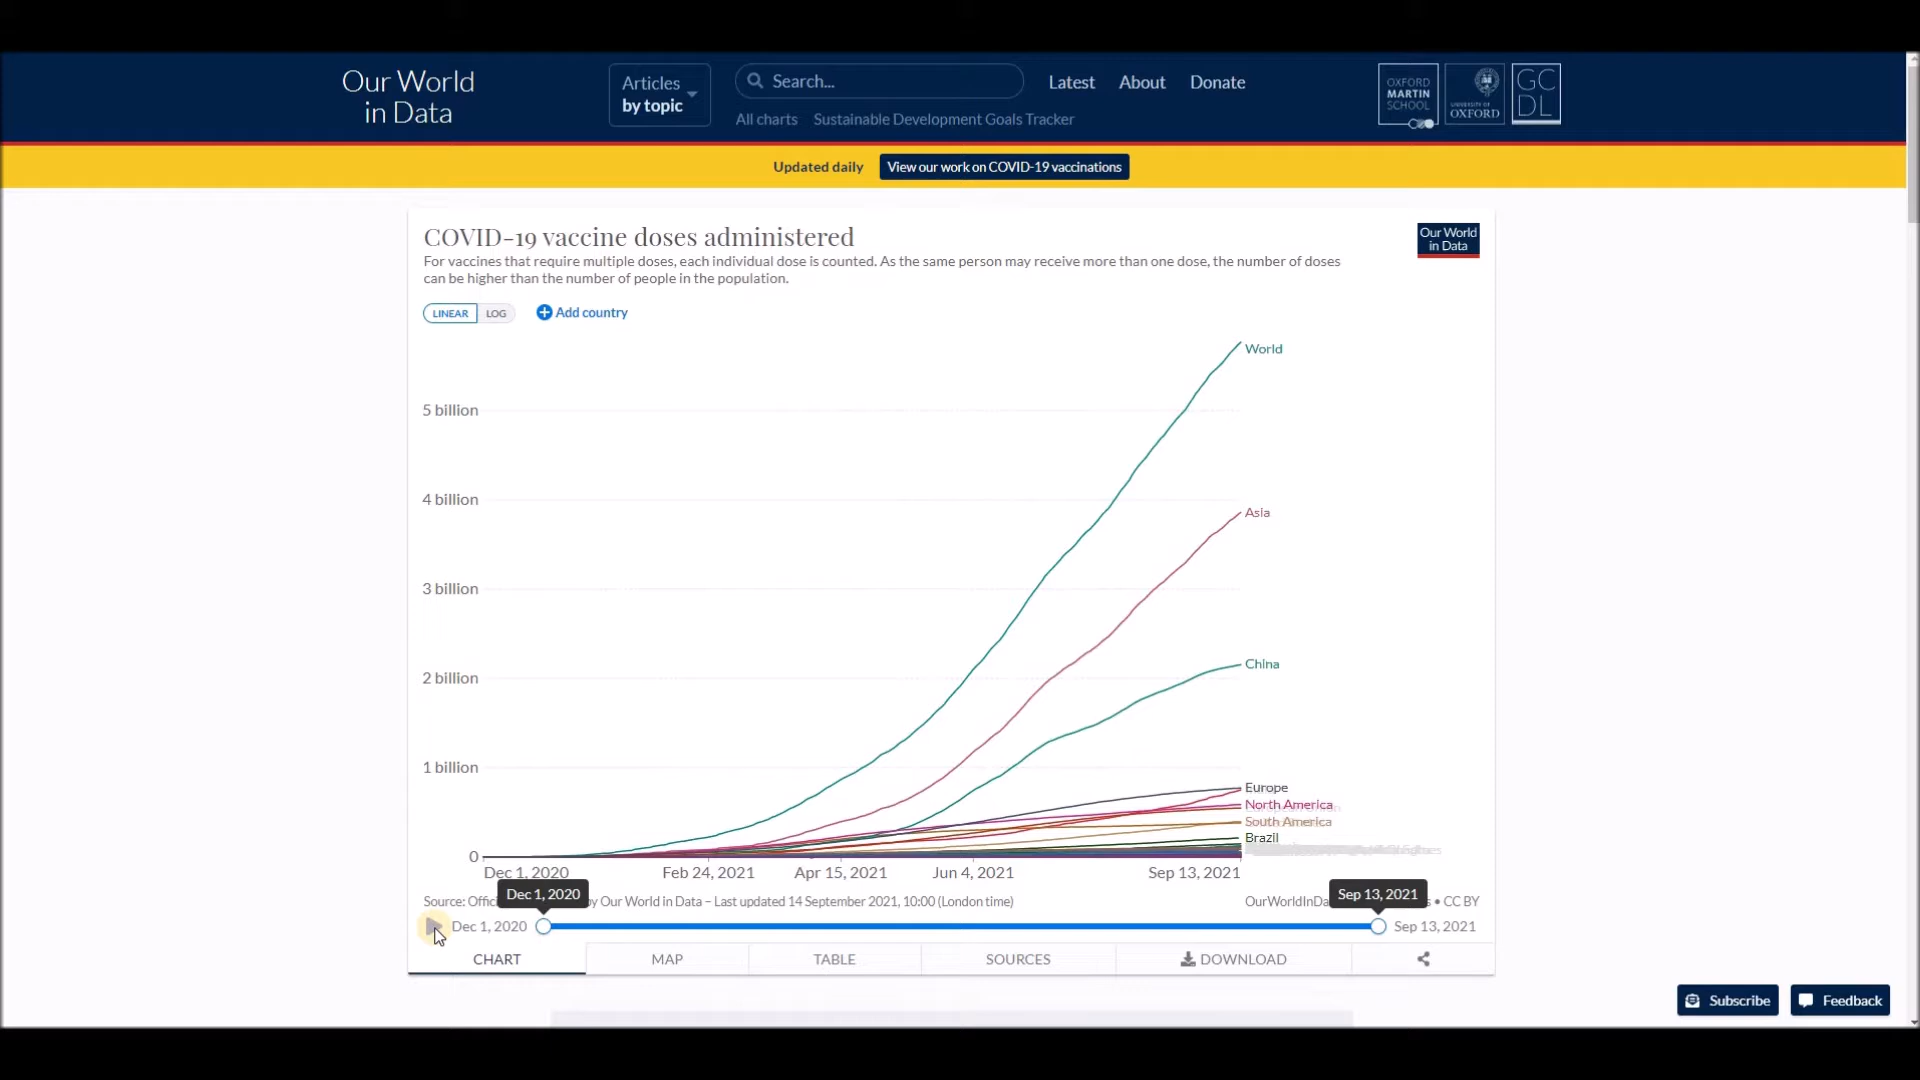 Our World
in Data
Articles
by topic
Search...
Latest
About
Donate
All charts
Sustainable Development Goals Tracker
OXFORD
MARTIN
SCHOOL
UNIVERSITY OF
OXFORD
GC
DL
Updated daily
View our work on COVID-19 vaccinations
COVID-19 vaccine doses administered
For vaccines that require multiple doses, each individual dose is counted. As the same person may receive more than one dose, the number of doses
can be higher than the number of people in the population.
Our World
in Data
LINEAR
LOG
Add country
World
5 billion
4 billion
Asia
3 billion
2 billion
China
1 billion
Europe
North America
South America
Brazil
0
Dec 1, 2020
Feb 24, 2021
Apr 15, 2021
Jun 4, 2021
Sep 13, 2021
Dec 1, 2020
Sep 13, 2021
Source: Offici
by Our World in Data – Last updated 14 September 2021, 10:00 (London time)
OurWorldInDa
• CC BY
Dec 1, 2020
Sep 13, 2021
CHART
MAP
TABLE
SOURCES
DOWNLOAD
Subscribe
Feedback